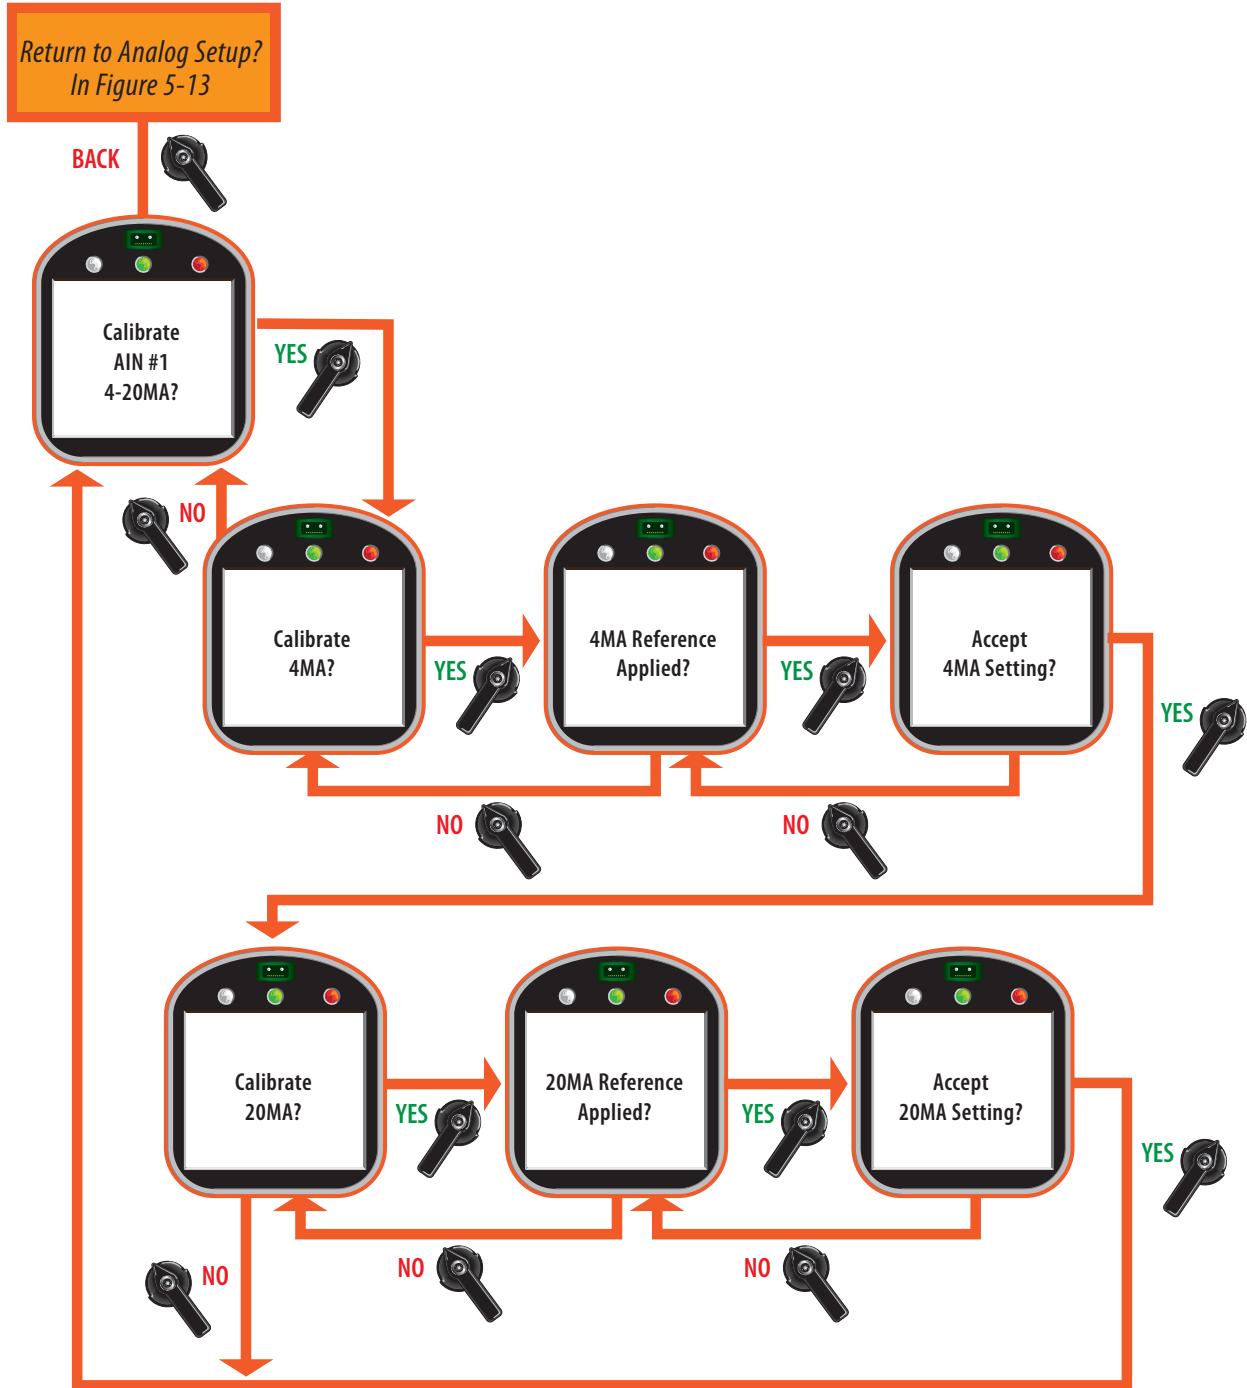 Return to Analog Setup?
In Figure 5-13
BACK
Calibrate
AIN #1
4-20MA?
YES
NO
Calibrate
4MA?
YES
4MA Reference
Applied?
YES
Accept
4MA Setting?
YES
NO
NO
Calibrate
20MA?
YES
20MA Reference
Applied?
YES
Accept
20MA Setting?
YES
NO
NO
NO